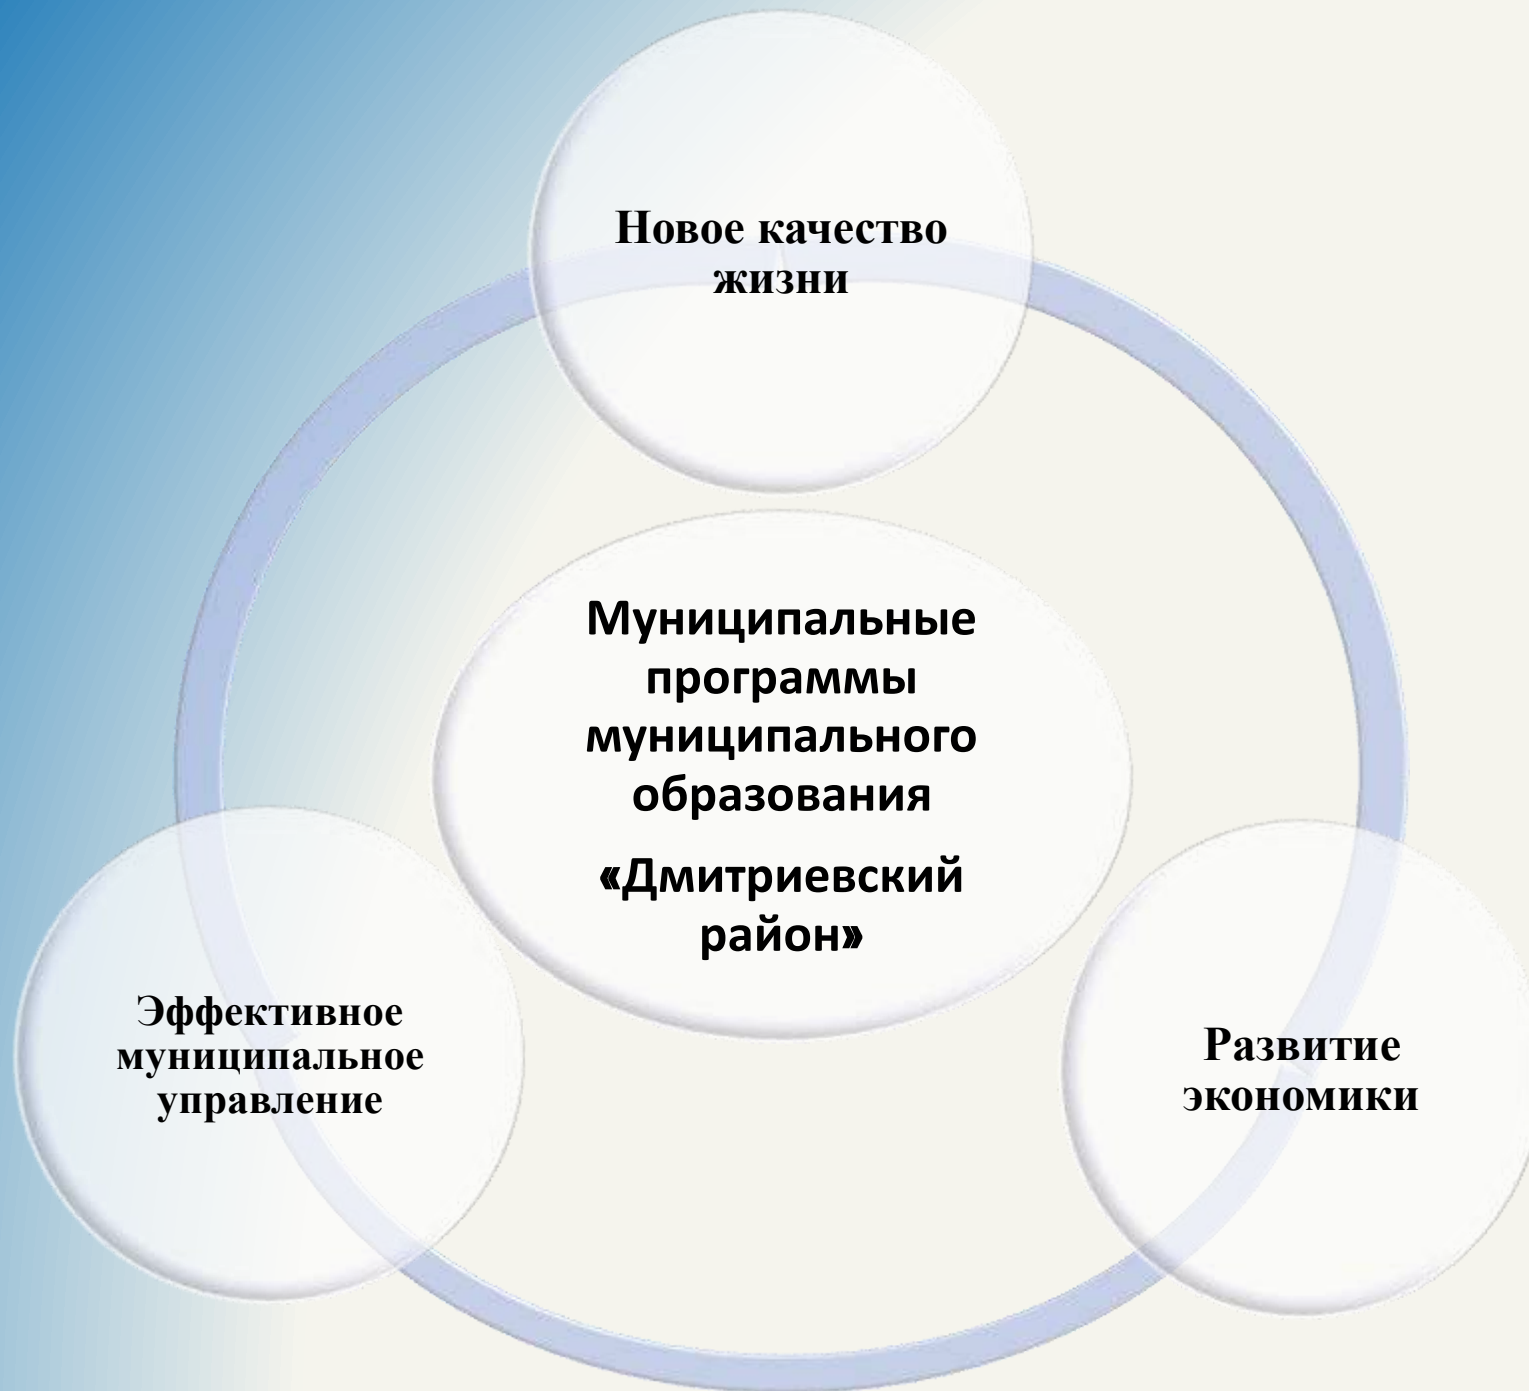 Новое качество
жизни
Муниципальные
программы
муниципального
образования
«Дмитриевский
район»
Эффективное
муниципальное
управление
Развитие
экономики